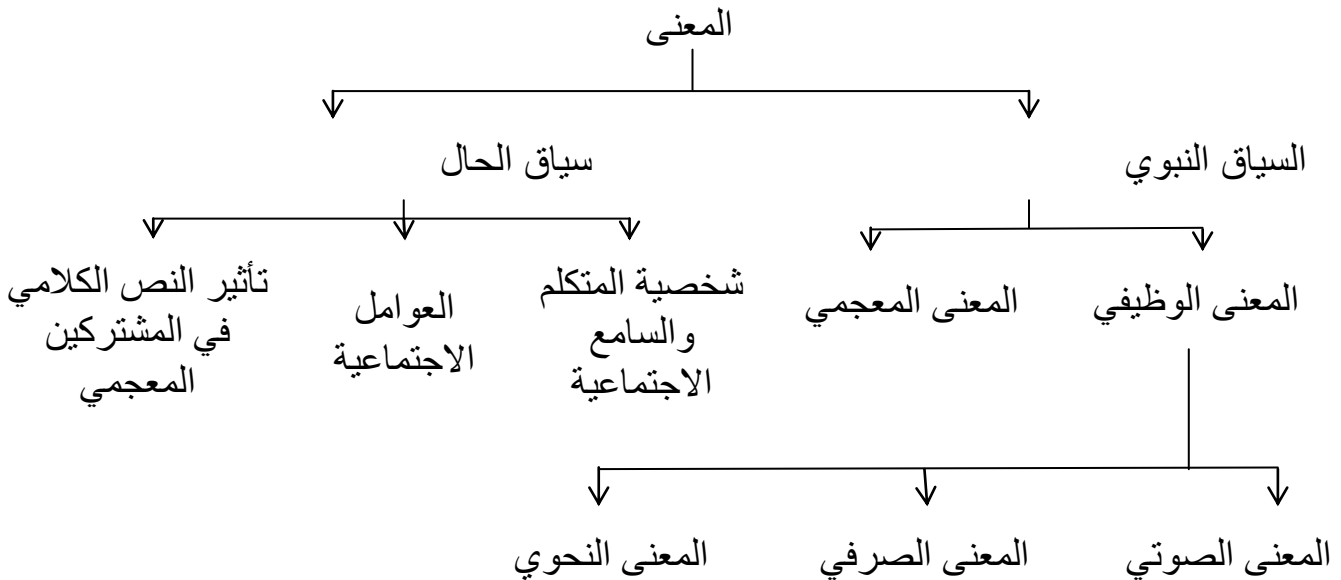 المعنى
السياق النبوي
سياق الحال
المعنى الوظيفي
المعنى المعجمي
شخصية المتكلم
والسامع
الاجتماعية
العوامل
الاجتماعية
تأثير النص الكلامي
في المشتركين
المعجمي
المعنى الصوتي
المعنى الصرفي
المعنى النحوي